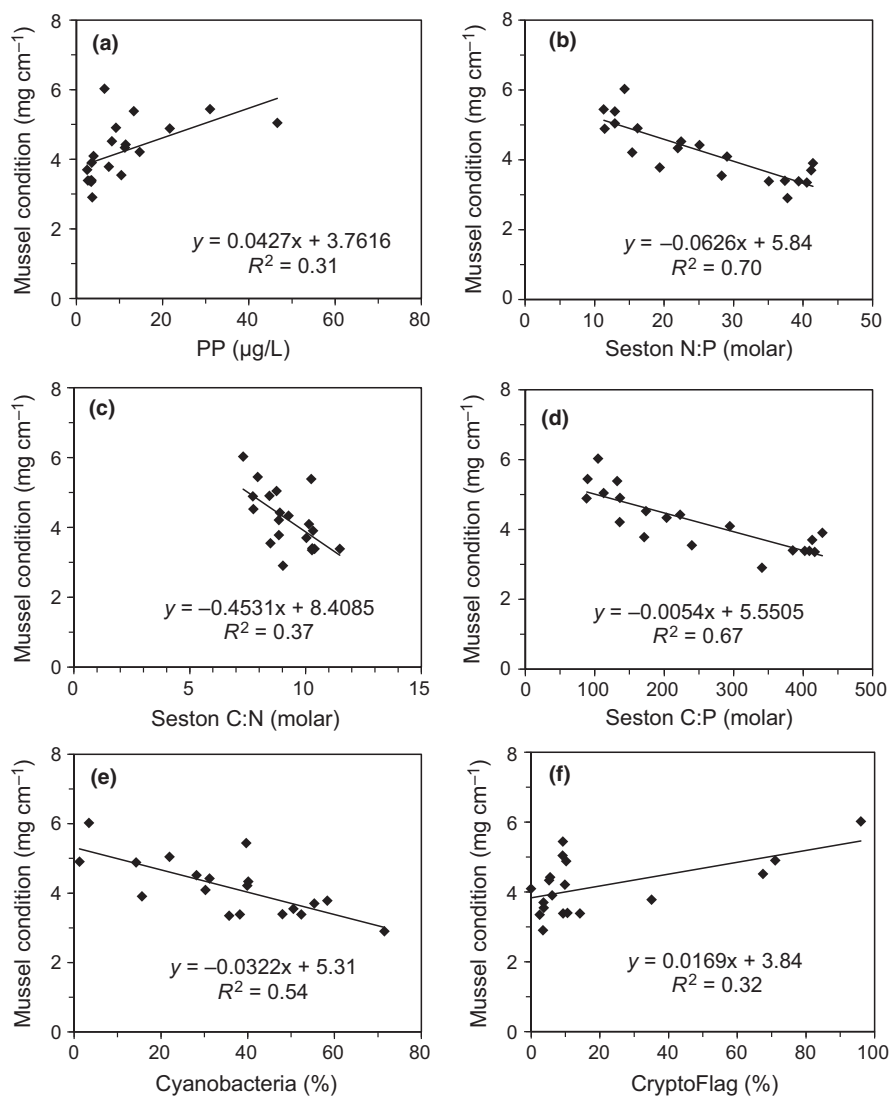 (a)
Mussel condition (mg cm⁻¹)
8
6
4
2
0
y = 0.0427x + 3.7616
R² = 0.31
0 20 40 60 80
PP (µg/L)
(b)
Mussel condition (mg cm⁻¹)
8
6
4
2
0
y = –0.0626x + 5.84
R² = 0.70
0 10 20 30 40 50
Seston N:P (molar)
(c)
Mussel condition (mg cm⁻¹)
8
6
4
2
0
y = –0.4531x + 8.4085
R² = 0.37
0 5 10 15
Seston C:N (molar)
(d)
Mussel condition (mg cm⁻¹)
8
6
4
2
0
y = –0.0054x + 5.5505
R² = 0.67
0 100 200 300 400 500
Seston C:P (molar)
(e)
Mussel condition (mg cm⁻¹)
8
6
4
2
0
y = –0.0322x + 5.31
R² = 0.54
0 20 40 60 80
Cyanobacteria (%)
(f)
Mussel condition (mg cm⁻¹)
8
6
4
2
0
y = 0.0169x + 3.84
R² = 0.32
0 20 40 60 80 100
CryptoFlag (%)